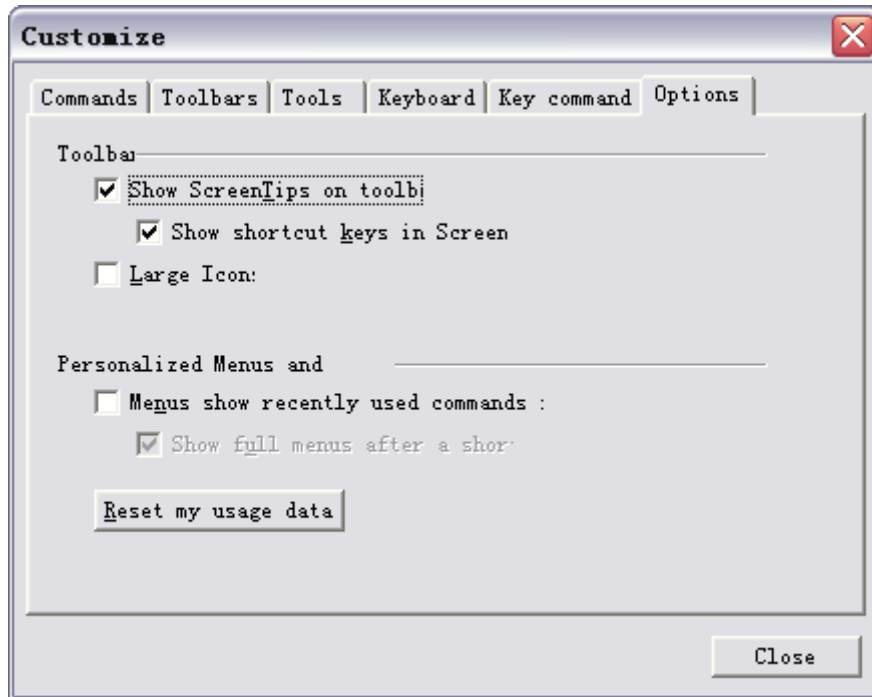 Customize
Commands Toolbars Tools Keyboard Key command Options
Toolba
Show ScreenTips on toolb
Show shortcut keys in Screen
Large Icon:
Personalized Menus and
Menus show recently used commands :
Show full menus after a shor
Reset my usage data
Close